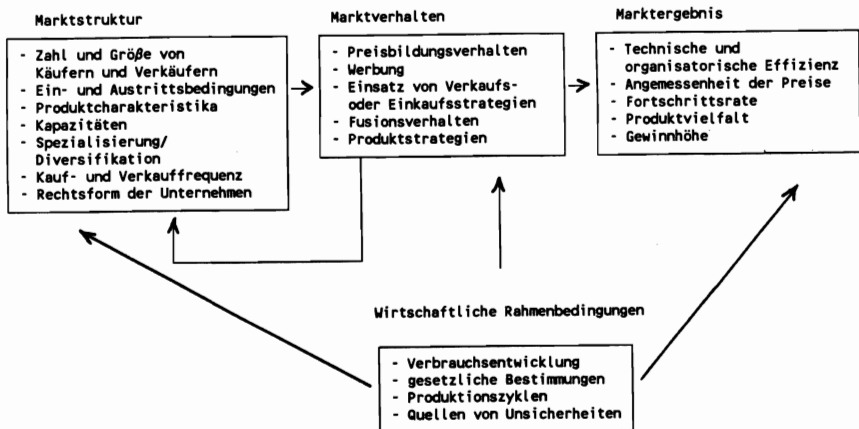 Marktstruktur
- Zahl und Größe von
Käufern und Verkäufern
- Ein- und Austrittsbedingungen
- Produktcharakteristika
- Kapazitäten
- Spezialisierung/
Diversifikation
- Kauf- und Verkauffrequenz
- Rechtsform der Unternehmen
Marktverhalten
- Preisbildungsverhalten
- Werbung
- Einsatz von Verkaufs-
oder Einkaufsstrategien
- Fusionsverhalten
- Produktstrategien
Marktergebnis
- Technische und
organisatorische Effizienz
- Angemessenheit der Preise
- Fortschrittsrate
- Produktvielfalt
- Gewinnhöhe
Wirtschaftliche Rahmenbedingungen
- Verbrauchsentwicklung
- gesetzliche Bestimmungen
- Produktionszyklen
- Quellen von Unsicherheiten